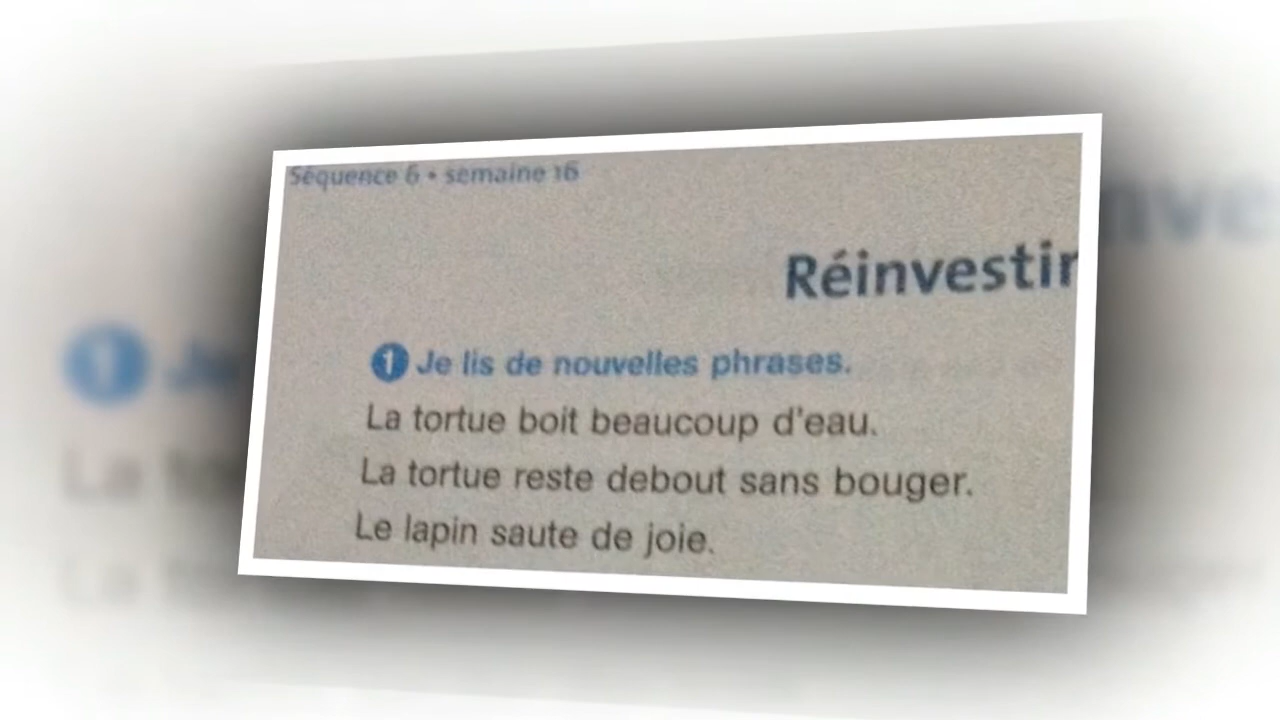 Séquence 6 • semaine 16
Réinvestir
1 Je lis de nouvelles phrases.
La tortue boit beaucoup d'eau.
La tortue reste debout sans bouger.
Le lapin saute de joie.